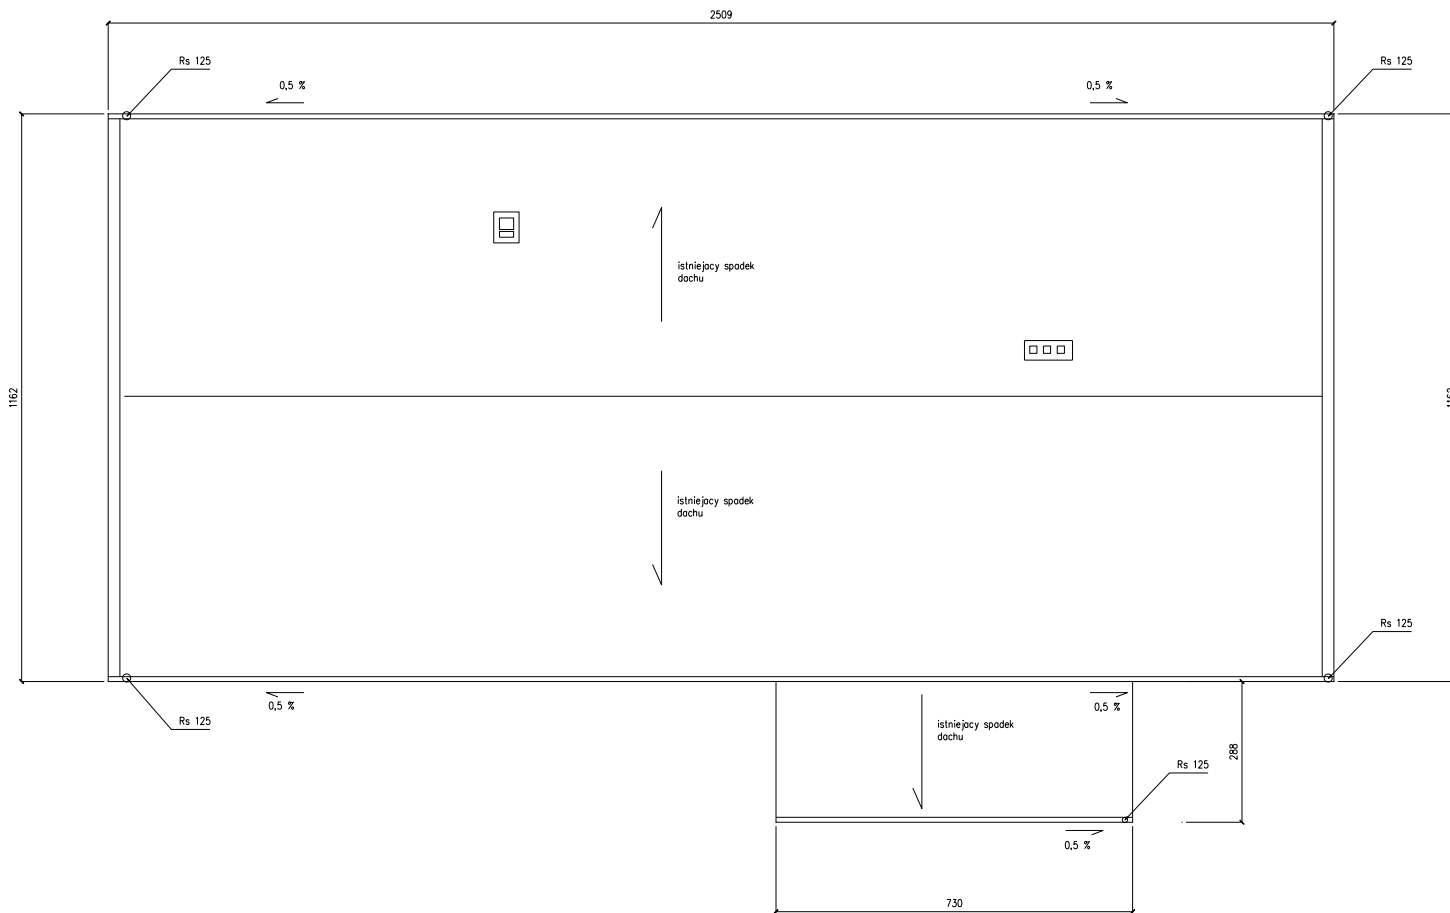 2509
Rs 125
0,5 %
0,5 %
Rs 125
istniejacy spadek
dachu
1162
istniejacy spadek
dachu
Rs 125
0,5 %
Rs 125
0,5 %
istniejacy spadek
dachu
288
Rs 125
0,5 %
730